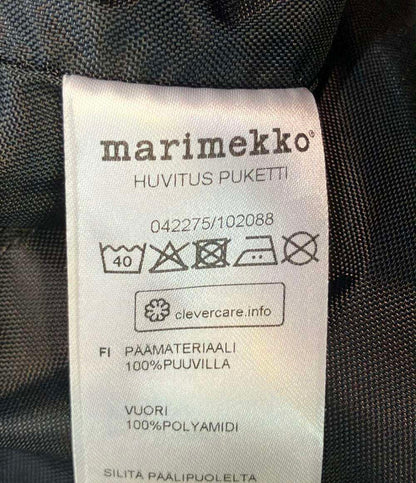 marimekko®
HUVITUS PUKETTI
042275/102088
40
clevercare.info
FI PÄÄMATERIAALI
100%PUUVILLA
VUORI
100%POLYAMIDI
SILITÄ PÄÄLIPUOLELTA